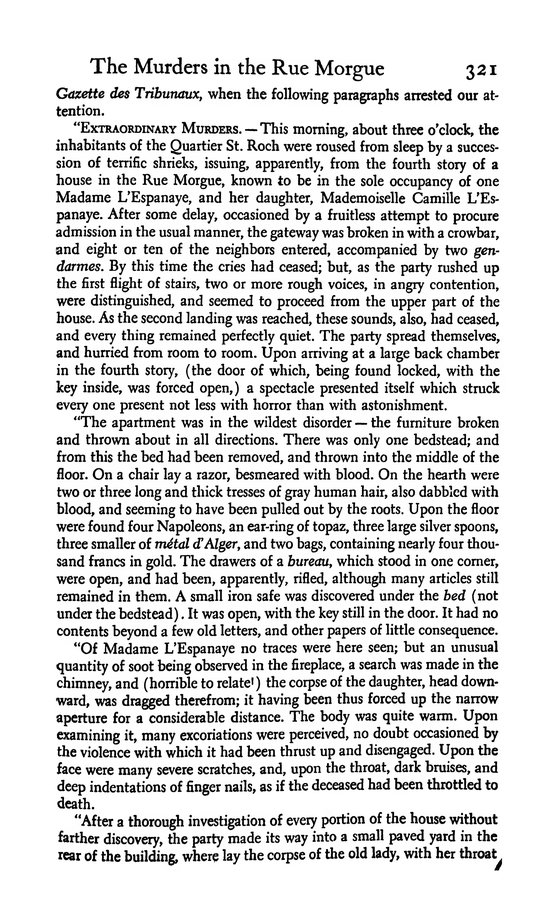 The Murders in the Rue Morgue 321
Gazette des Tribunaux, when the following paragraphs arrested our at-
tention.
"EXTRAORDINARY MURDERS. — This morning, about three o'clock, the
inhabitants of the Quartier St. Roch were roused from sleep by a succes-
sion of terrific shrieks, issuing, apparently, from the fourth story of a
house in the Rue Morgue, known to be in the sole occupancy of one
Madame L'Espanaye, and her daughter, Mademoiselle Camille L'Es-
panaye. After some delay, occasioned by a fruitless attempt to procure
admission in the usual manner, the gateway was broken in with a crowbar,
and eight or ten of the neighbors entered, accompanied by two gen-
darmes. By this time the cries had ceased; but, as the party rushed up
the first flight of stairs, two or more rough voices, in angry contention,
were distinguished, and seemed to proceed from the upper part of the
house. As the second landing was reached, these sounds, also, had ceased,
and every thing remained perfectly quiet. The party spread themselves,
and hurried from room to room. Upon arriving at a large back chamber
in the fourth story, (the door of which, being found locked, with the
key inside, was forced open,) a spectacle presented itself which struck
every one present not less with horror than with astonishment.
"The apartment was in the wildest disorder — the furniture broken
and thrown about in all directions. There was only one bedstead; and
from this the bed had been removed, and thrown into the middle of the
floor. On a chair lay a razor, besmeared with blood. On the hearth were
two or three long and thick tresses of gray human hair, also dabbled with
blood, and seeming to have been pulled out by the roots. Upon the floor
were found four Napoleons, an ear-ring of topaz, three large silver spoons,
three smaller of métal d'Alger, and two bags, containing nearly four thou-
sand francs in gold. The drawers of a bureau, which stood in one corner,
were open, and had been, apparently, rifled, although many articles still
remained in them. A small iron safe was discovered under the bed (not
under the bedstead). It was open, with the key still in the door. It had no
contents beyond a few old letters, and other papers of little consequence.
"Of Madame L'Espanaye no traces were here seen; but an unusual
quantity of soot being observed in the fireplace, a search was made in the
chimney, and (horrible to relate!) the corpse of the daughter, head down-
ward, was dragged therefrom; it having been thus forced up the narrow
aperture for a considerable distance. The body was quite warm. Upon
examining it, many excoriations were perceived, no doubt occasioned by
the violence with which it had been thrust up and disengaged. Upon the
face were many severe scratches, and, upon the throat, dark bruises, and
deep indentations of finger nails, as if the deceased had been throttled to
death.
"After a thorough investigation of every portion of the house without
farther discovery, the party made its way into a small paved yard in the
rear of the building, where lay the corpse of the old lady, with her throat